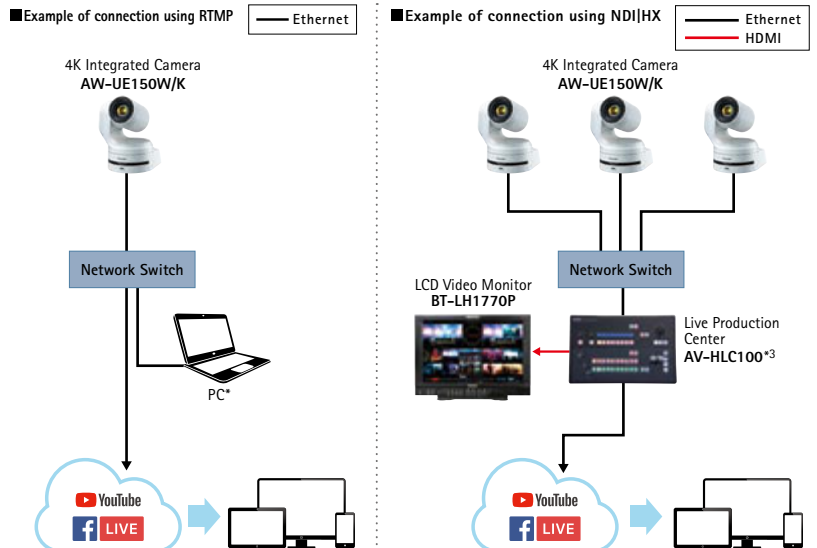 ■Example of connection using RTMP
Ethernet
4K Integrated Camera
AW-UE150W/K
Network Switch
PC*
YouTube
f LIVE
■Example of connection using NDI|HX
Ethernet
HDMI
4K Integrated Camera
AW-UE150W/K
Network Switch
LCD Video Monitor
BT-LH1770P
Live Production
Center
AV-HLC100*3
YouTube
f LIVE